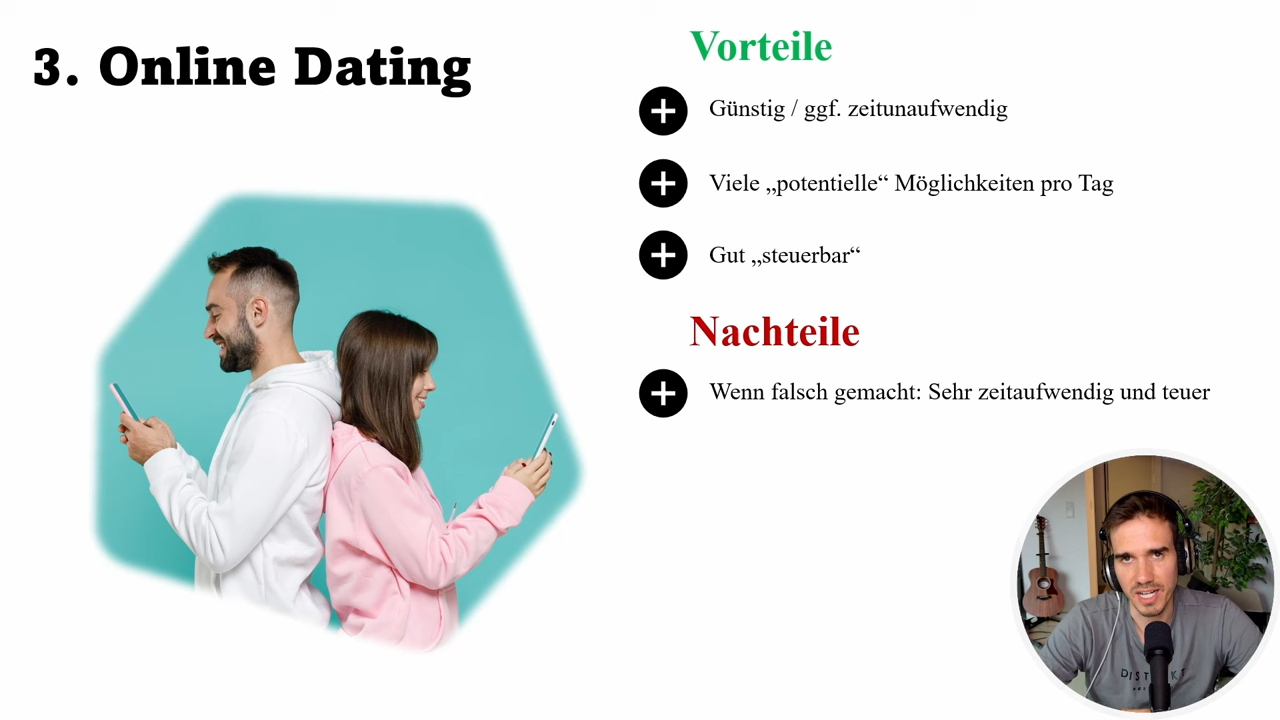 3. Online Dating
Vorteile
Günstig / ggf. zeitunaufwendig
Viele „potentielle“ Möglichkeiten pro Tag
Gut „steuerbar“
Nachteile
Wenn falsch gemacht: Sehr zeitaufwendig und teuer